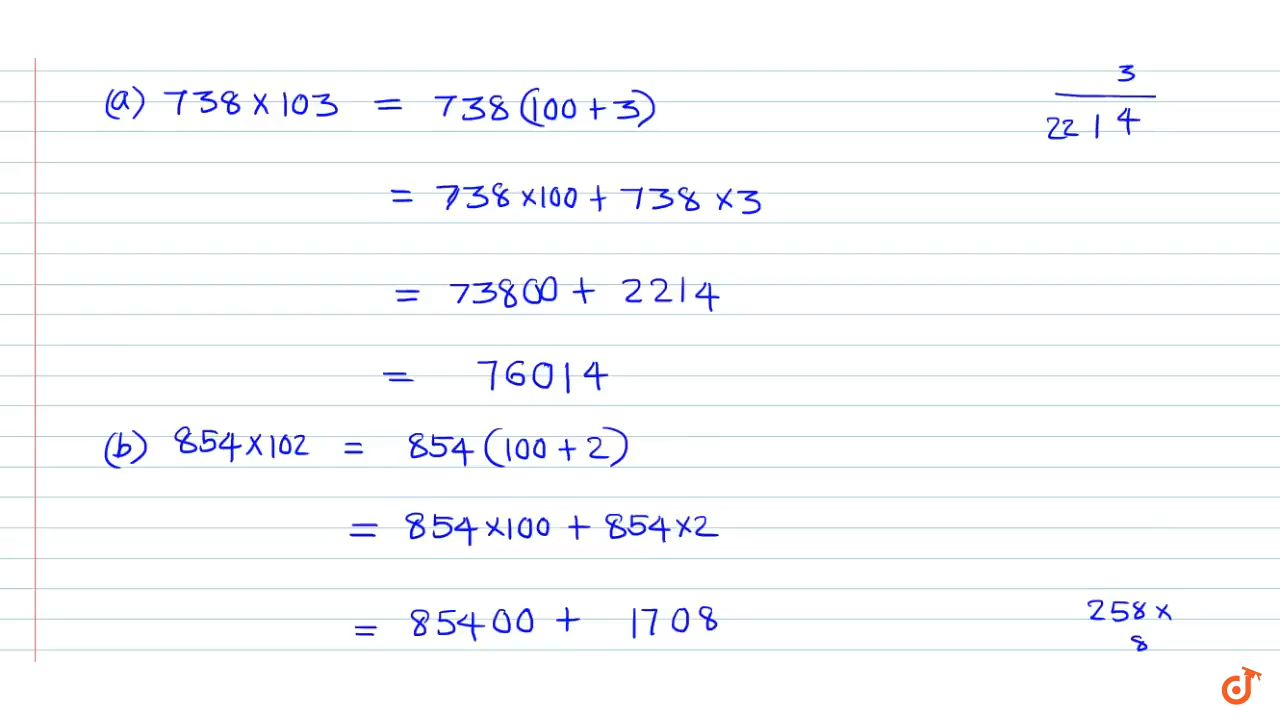 (a) 738 x 103 = 738 (100 + 3)
3
22 1 4
= 738 x 100 + 738 x 3
= 73800 + 2214
= 76014
(b) 854 x 102 = 854 (100 + 2)
= 854 x 100 + 854 x 2
= 85400 + 1708
258 x
8